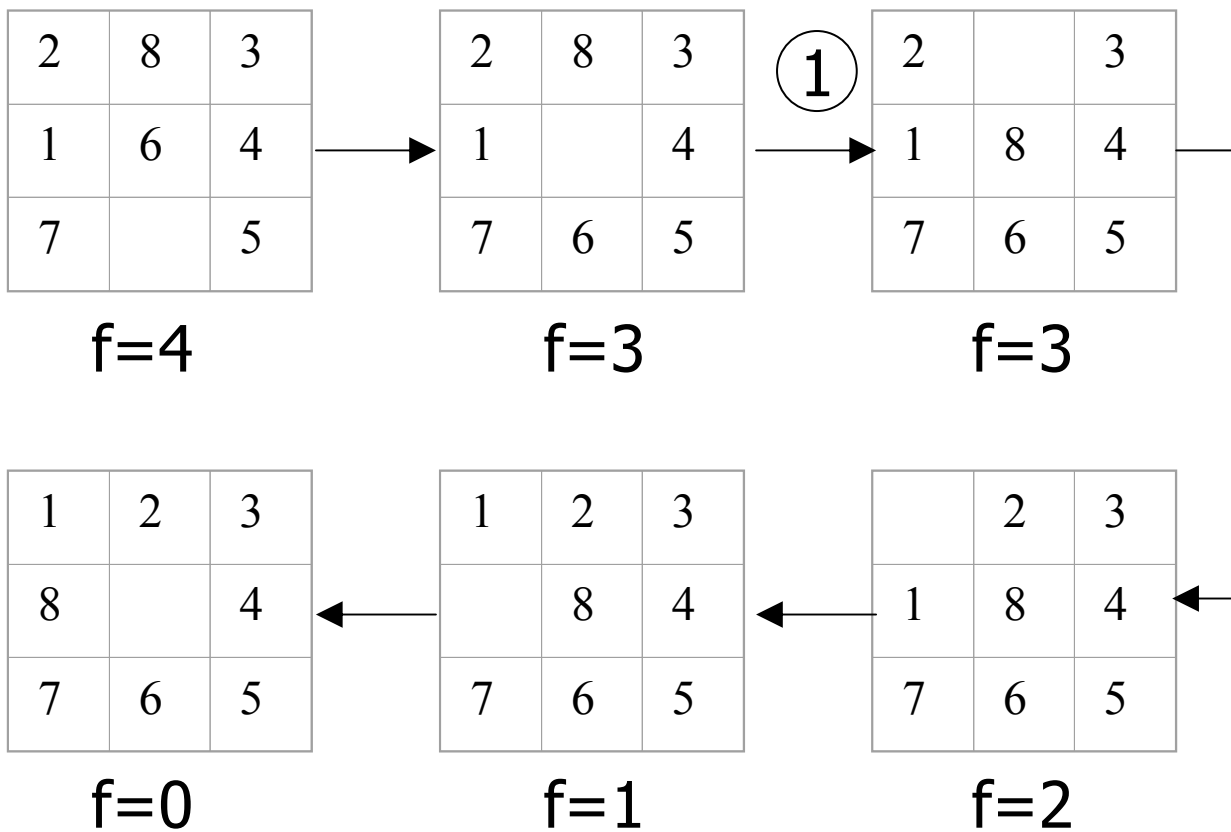 2 8 3 2 8 3 ① 2 3
1 6 4 1 4 1 8 4
7 5 7 6 5 7 6 5
f=4 f=3 f=3
1 2 3 1 2 3 2 3
8 4 8 4 1 8 4
7 6 5 7 6 5 7 6 5
f=0 f=1 f=2